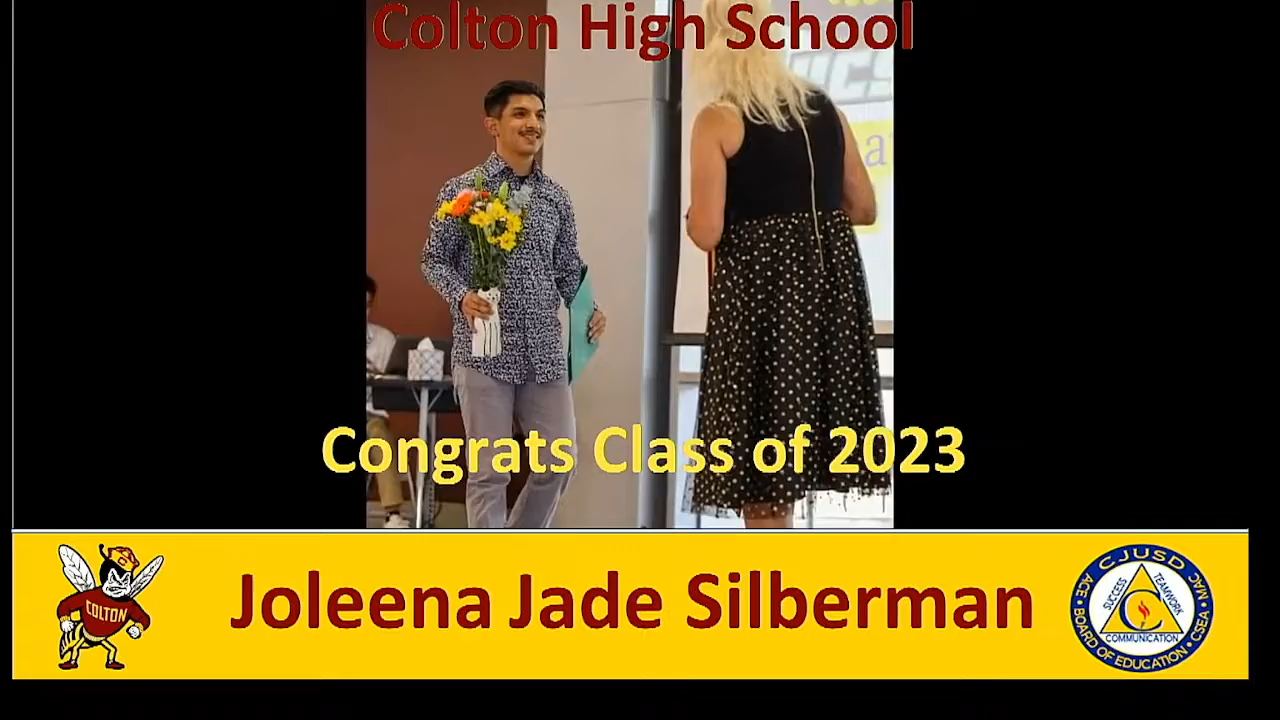 Colton High School
Congrats Class of 2023
Joleena Jade Silberman
COLTON
CJUSD
ACE • BOARD OF EDUCATION • CSEA • MAC
SUCCESS
TEAMWORK
COMMUNICATION